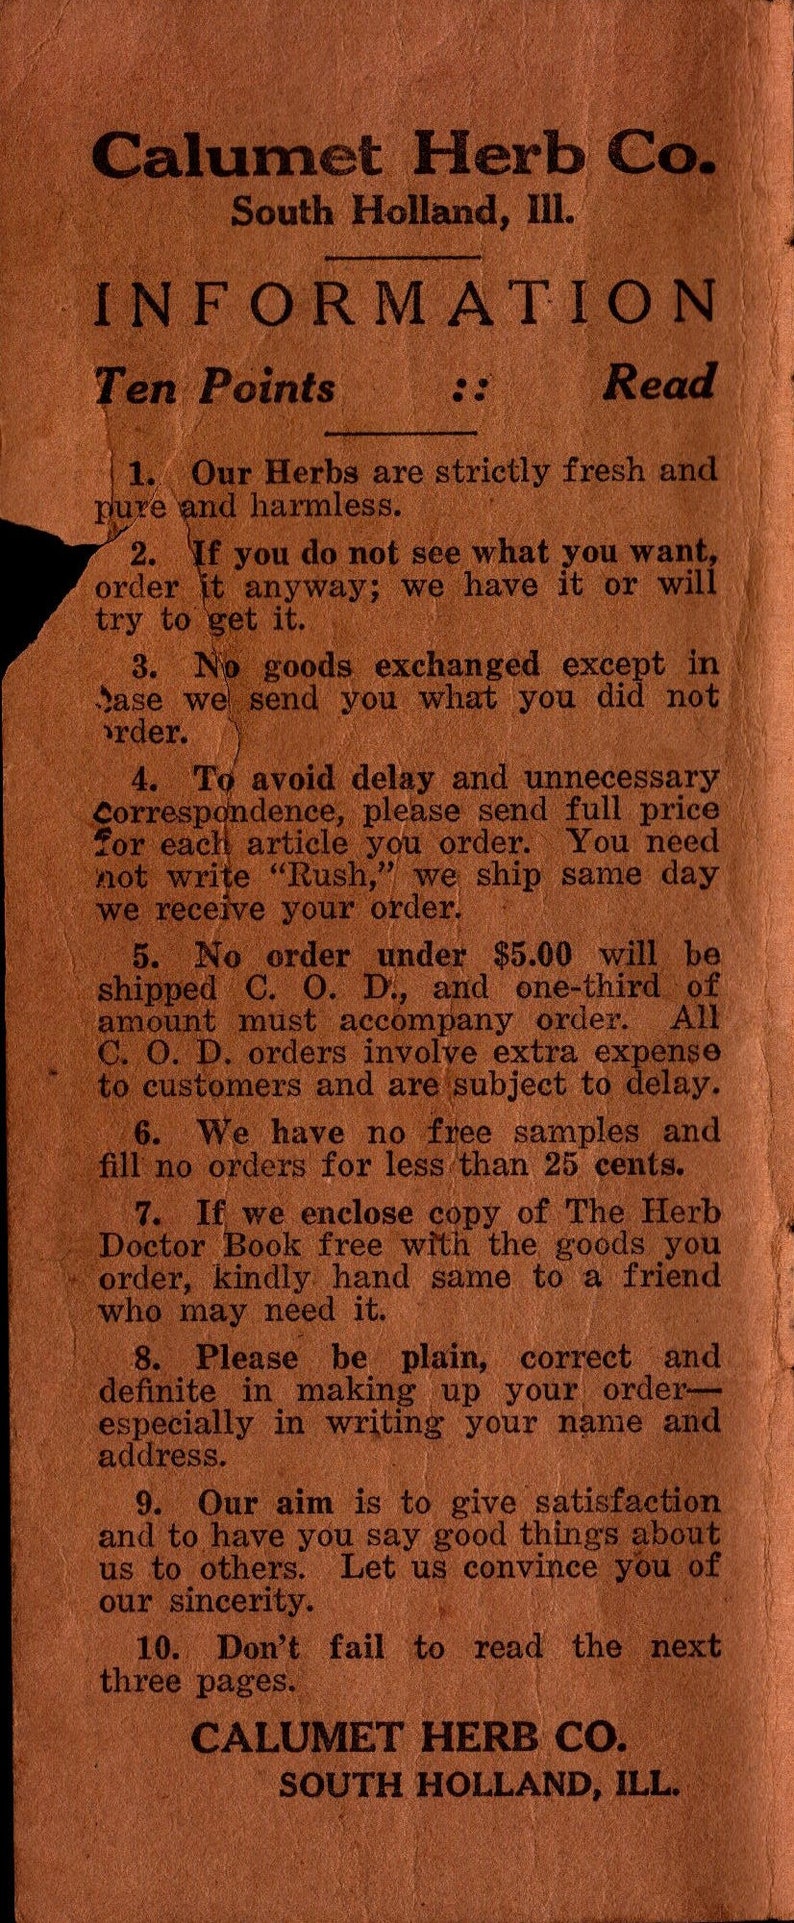 Calumet Herb Co.
South Holland, Ill.
INFORMATION
Ten Points :: Read
1. Our Herbs are strictly fresh and
pure and harmless.
2. If you do not see what you want,
order it anyway; we have it or will
try to get it.
3. No goods exchanged except in
case we send you what you did not
order.
4. To avoid delay and unnecessary
correspondence, please send full price
for each article you order. You need
not write “Rush,” we ship same day
we receive your order.
5. No order under $5.00 will be
shipped C. O. D., and one-third of
amount must accompany order. All
C. O. D. orders involve extra expense
to customers and are subject to delay.
6. We have no free samples and
fill no orders for less than 25 cents.
7. If we enclose copy of The Herb
Doctor Book free with the goods you
order, kindly hand same to a friend
who may need it.
8. Please be plain, correct and
definite in making up your order—
especially in writing your name and
address.
9. Our aim is to give satisfaction
and to have you say good things about
us to others. Let us convince you of
our sincerity.
10. Don’t fail to read the next
three pages.
CALUMET HERB CO.
SOUTH HOLLAND, ILL.